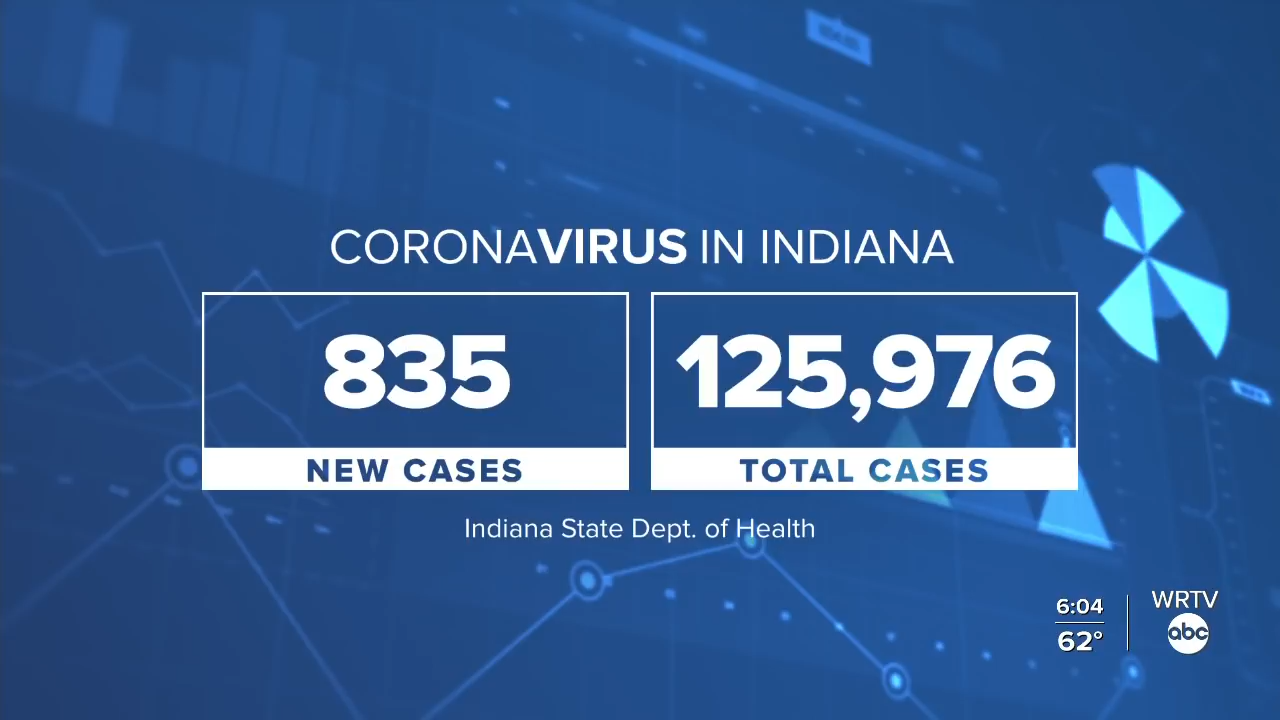 CORONAVIRUS IN INDIANA
835
NEW CASES
125,976
TOTAL CASES
Indiana State Dept. of Health
6:04
62°
WRTV
abc